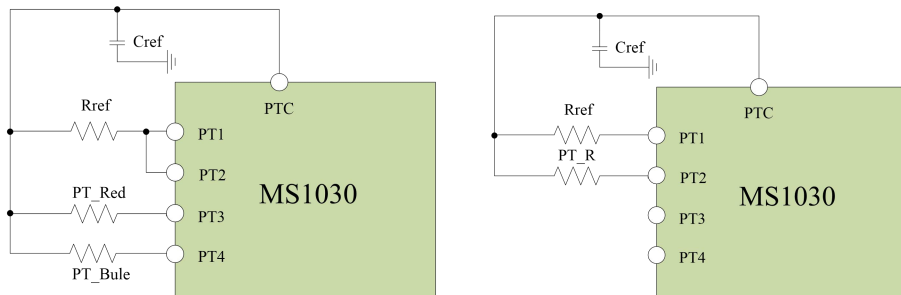 Cref
PTC
Rref
PT1
PT2
PT_Red
PT3
PT_Bule
PT4
MS1030
Cref
PTC
Rref
PT1
PT_R
PT2
PT3
PT4
MS1030